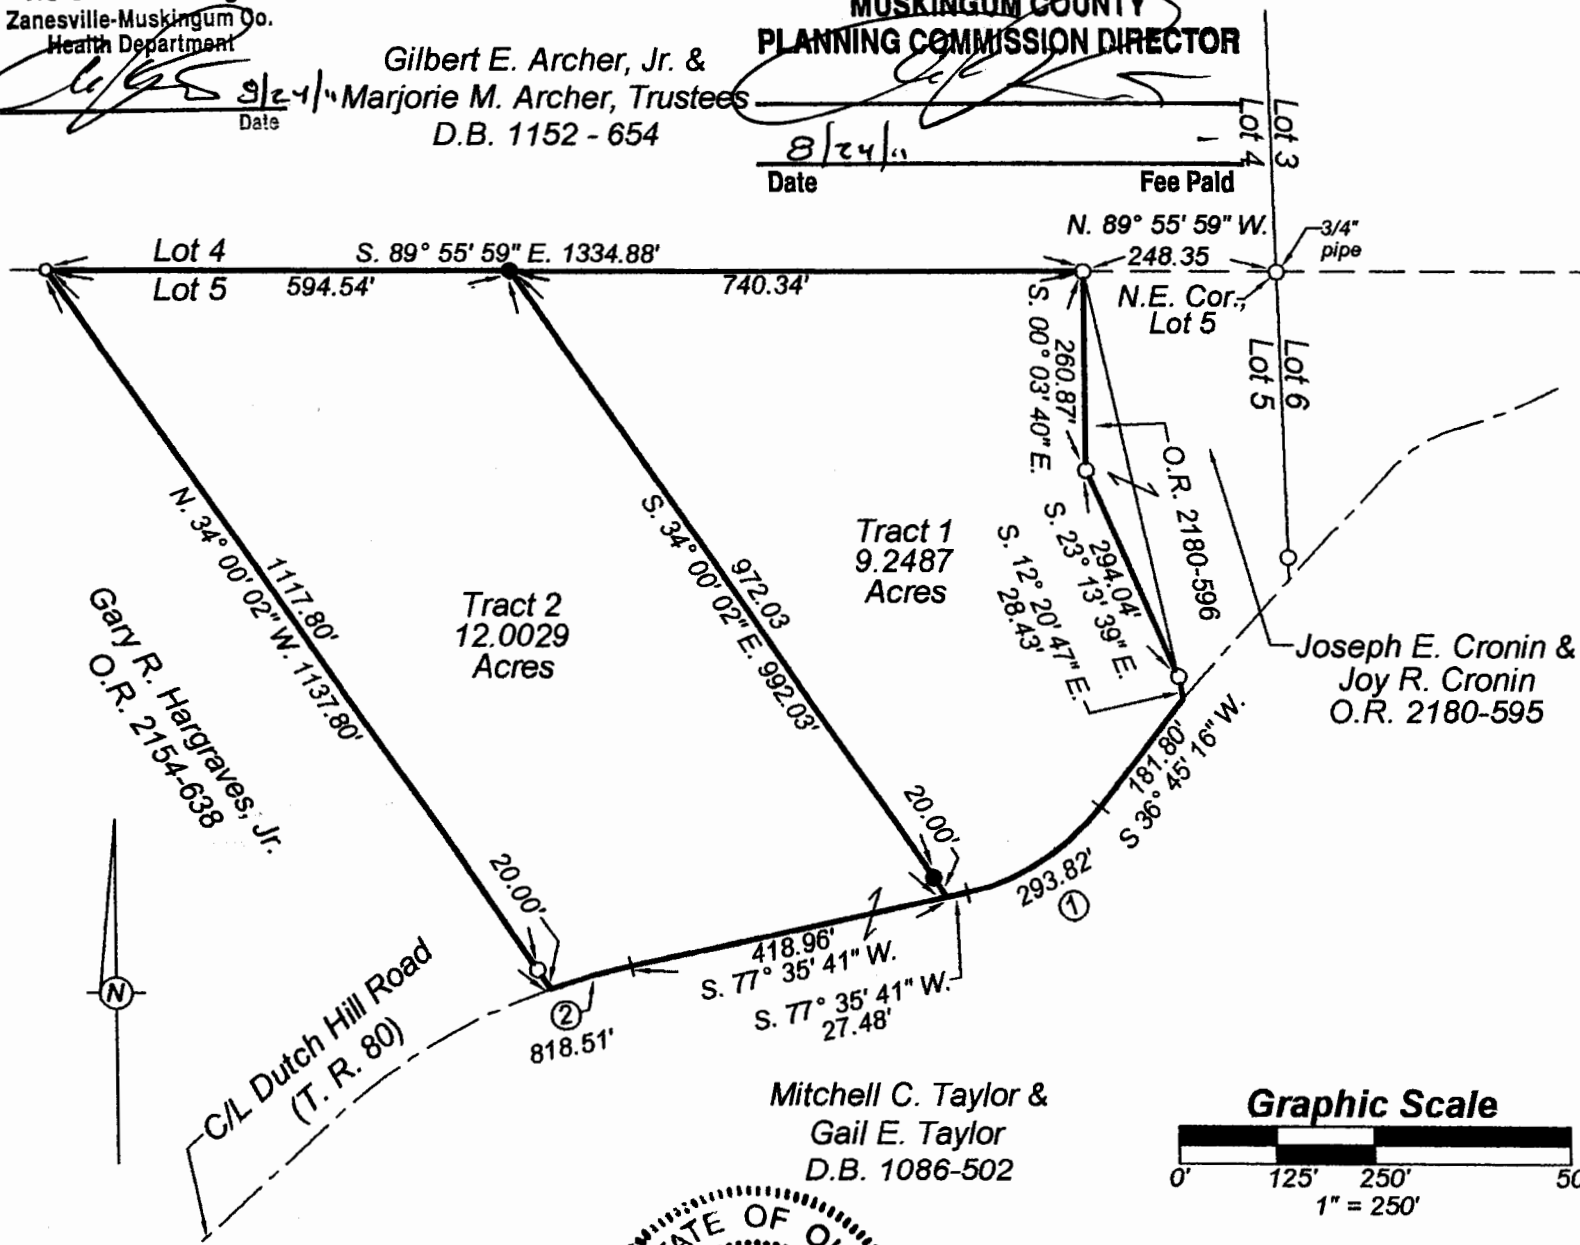 Zanesville-Muskingum Co.
Health Department
Date
Gilbert E. Archer, Jr. &
Marjorie M. Archer, Trustees
D.B. 1152 - 654
MUSKINGUM COUNTY
PLANNING COMMISSION DIRECTOR
8/24/11
Date
Fee Paid
Lot 4
Lot 3
N. 89° 55' 59" W.
248.35
3/4"
pipe
N.E. Cor.,
Lot 5
Lot 4
Lot 5
S. 89° 55' 59" E. 1334.88'
594.54'
740.34'
S. 00° 03' 40" E.
260.87'
Lot 5
Lot 6
O.R. 2180-596
S. 23° 13' 39" E.
294.04'
S. 12° 20' 47" E.
28.43'
Tract 1
9.2487
Acres
S. 34° 00' 02" E. 992.03'
972.03
Tract 2
12.0029
Acres
1117.80'
N. 34° 00' 02" W. 1137.80'
Gary R. Hargraves, Jr.
O.R. 2154-638
Joseph E. Cronin &
Joy R. Cronin
O.R. 2180-595
181.80'
S 36° 45' 16" W.
20.00'
20.00'
293.82'
1
418.96'
S. 77° 35' 41" W.
S. 77° 35' 41" W.
27.48'
2
818.51'
N
C/L Dutch Hill Road
(T. R. 80)
Mitchell C. Taylor &
Gail E. Taylor
D.B. 1086-502
Graphic Scale
0' 125' 250'
1" = 250'
OF